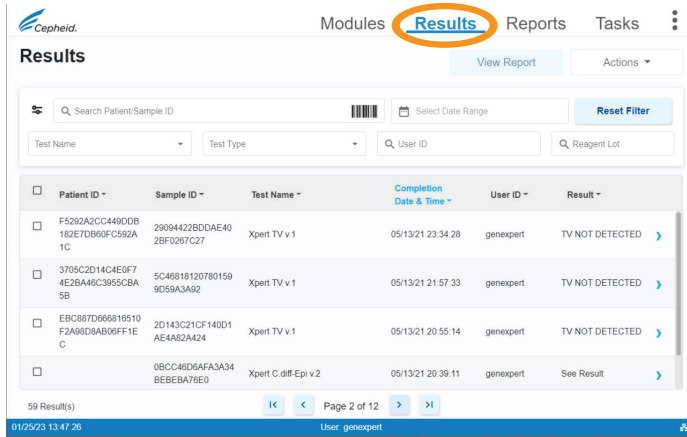 Cepheid.
Modules Results Reports Tasks
Results
View Report Actions
Search Patient/Sample ID Select Date Range Reset Filter
Test Name Test Type User ID Reagent Lot
Patient ID Sample ID Test Name Completion Date & Time User ID Result
F5292A2CC449DDB
182E7DB60FC592A
1C
29094422BDDAE40
2BF0267C27
Xpert TV v.1 05/13/21 23:34:28 genexpert TV NOT DETECTED
3705C2D14C4E0F7
4E2BA46C3955CBA
5B
5C46818120780159
9D59A3A92
Xpert TV v.1 05/13/21 21:57:33 genexpert TV NOT DETECTED
EBC887D666816510
F2A98D8AB06FF1E
C
2D143C21CF140D1
AE4A82A424
Xpert TV v.1 05/13/21 20:55:14 genexpert TV NOT DETECTED
0BCC46D6AFA3A34
BEBEBA76E0
Xpert C.diff-Epi v.2 05/13/21 20:39:11 genexpert See Result
59 Result(s) Page 2 of 12
01/25/23 13:47:26 User: genexpert